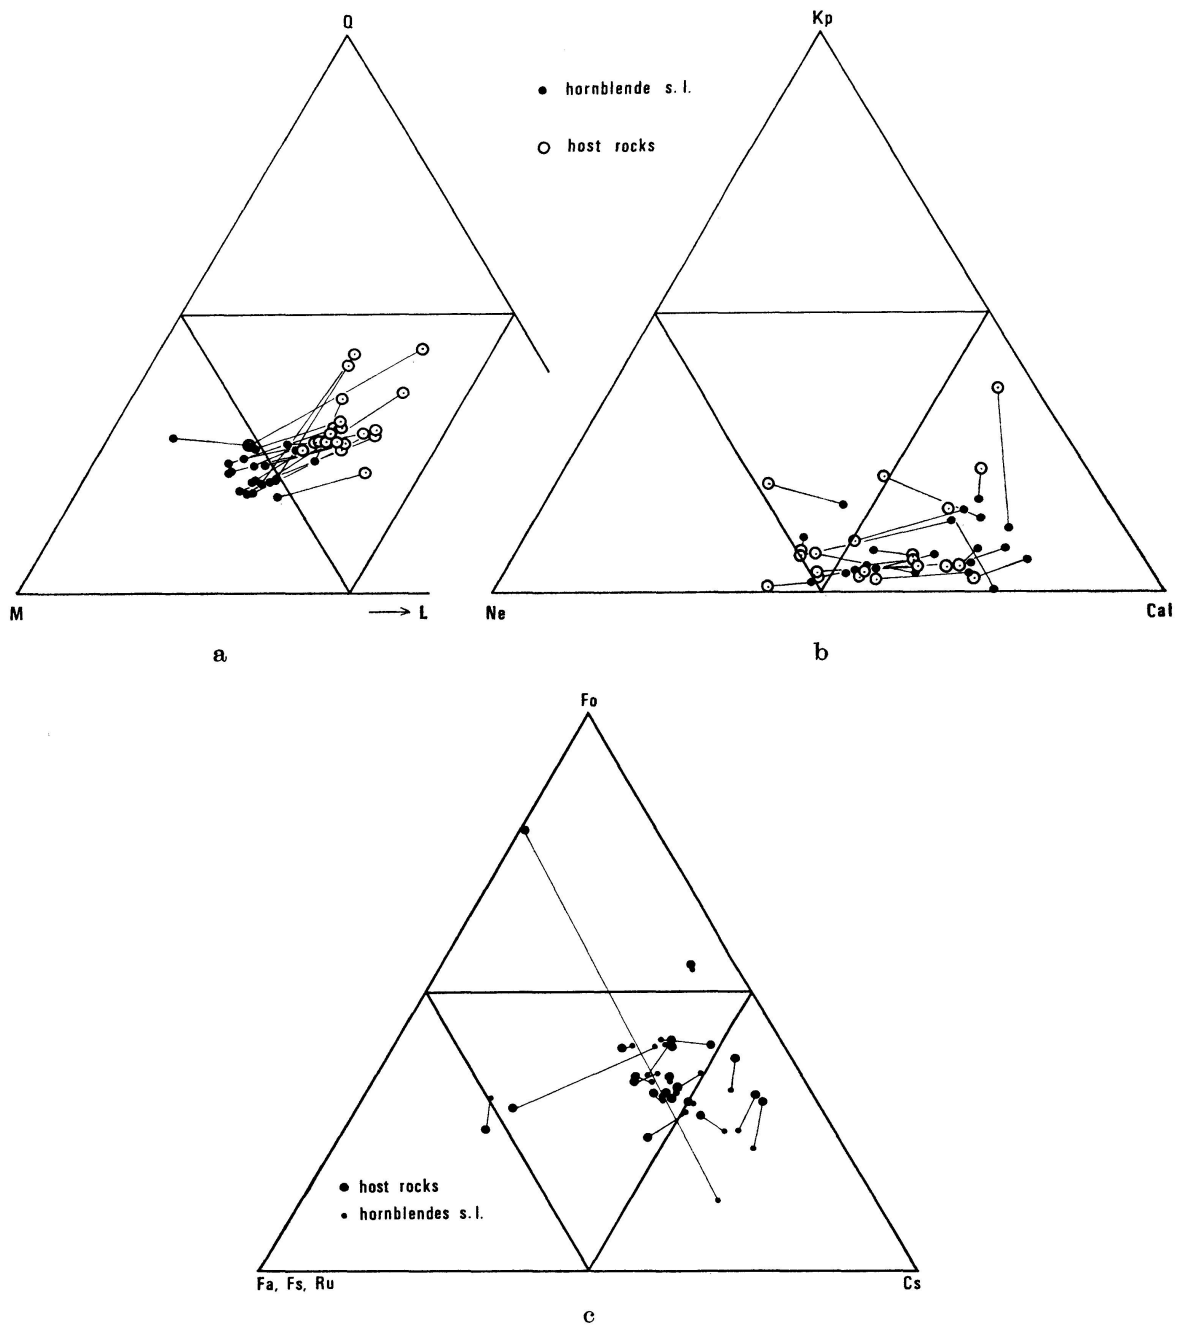 Q
Kp
hornblende s.l.
host rocks
M
L
Ne
Cal
a
b
Fo
host rocks
hornblendes s.l.
Fa, Fs, Ru
Cs
c